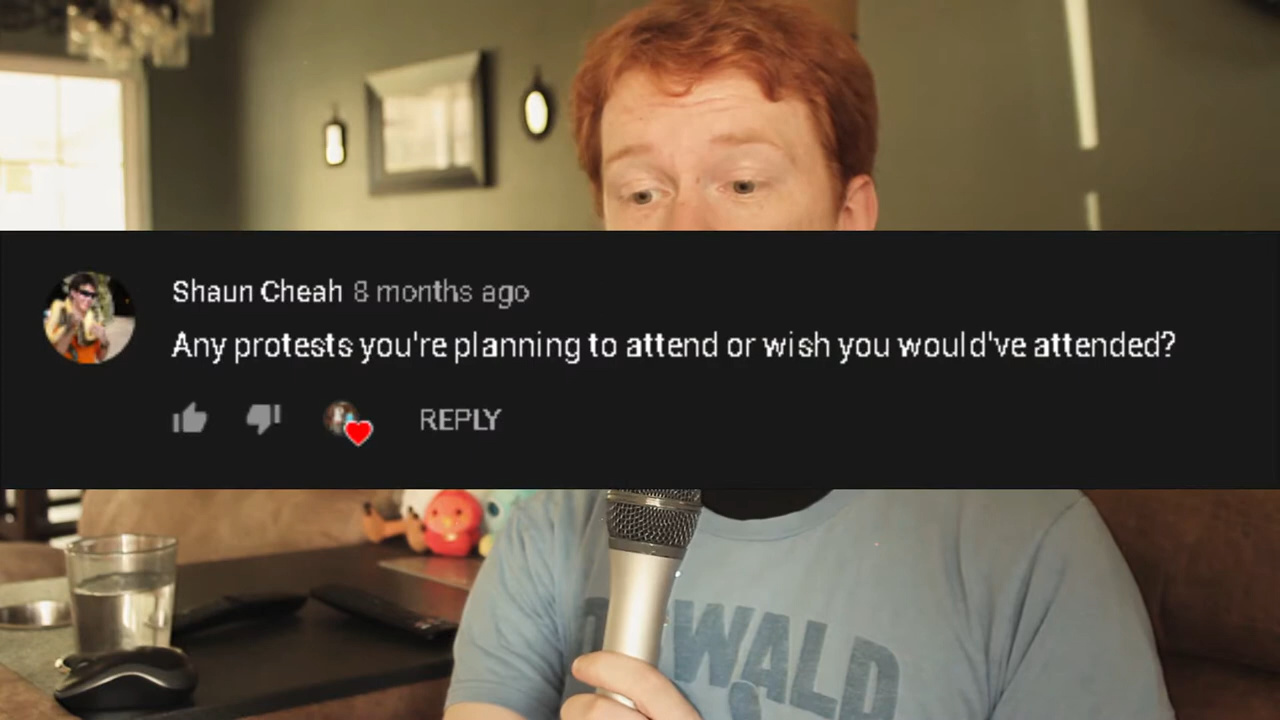 Shaun Cheah 8 months ago
Any protests you're planning to attend or wish you would've attended?
REPLY
WALD